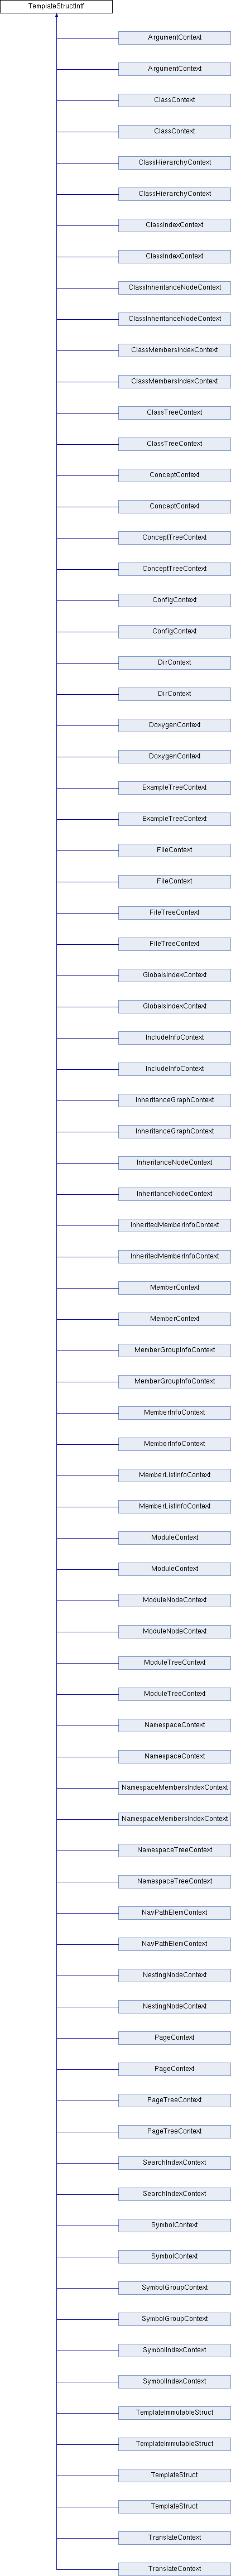 TemplateStructIntf
ArgumentContext
ArgumentContext
ClassContext
ClassContext
ClassHierarchyContext
ClassHierarchyContext
ClassIndexContext
ClassIndexContext
ClassInheritanceNodeContext
ClassInheritanceNodeContext
ClassMembersIndexContext
ClassMembersIndexContext
ClassTreeContext
ClassTreeContext
ConceptContext
ConceptContext
ConceptTreeContext
ConceptTreeContext
ConfigContext
ConfigContext
DirContext
DirContext
DoxygenContext
DoxygenContext
ExampleTreeContext
ExampleTreeContext
FileContext
FileContext
FileTreeContext
FileTreeContext
GlobalsIndexContext
GlobalsIndexContext
IncludeInfoContext
IncludeInfoContext
InheritanceGraphContext
InheritanceGraphContext
InheritanceNodeContext
InheritanceNodeContext
InheritedMemberInfoContext
InheritedMemberInfoContext
MemberContext
MemberContext
MemberGroupInfoContext
MemberGroupInfoContext
MemberInfoContext
MemberInfoContext
MemberListInfoContext
MemberListInfoContext
ModuleContext
ModuleContext
ModuleNodeContext
ModuleNodeContext
ModuleTreeContext
ModuleTreeContext
NamespaceContext
NamespaceContext
NamespaceMembersIndexContext
NamespaceMembersIndexContext
NamespaceTreeContext
NamespaceTreeContext
NavPathElemContext
NavPathElemContext
NestingNodeContext
NestingNodeContext
PageContext
PageContext
PageTreeContext
PageTreeContext
SearchIndexContext
SearchIndexContext
SymbolContext
SymbolContext
SymbolGroupContext
SymbolGroupContext
SymbolIndexContext
SymbolIndexContext
TemplateImmutableStruct
TemplateImmutableStruct
TemplateStruct
TemplateStruct
TranslateContext
TranslateContext